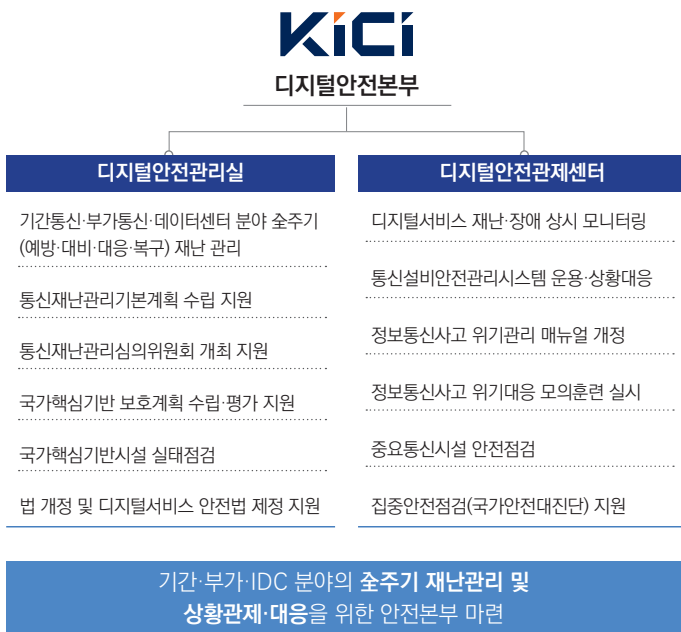 KiCi
디지털안전본부
디지털안전관리실
기간통신·부가통신·데이터센터 분야 全주기
(예방·대비·대응·복구) 재난 관리
통신재난관리기본계획 수립 지원
통신재난관리심의위원회 개최 지원
국가핵심기반 보호계획 수립·평가 지원
국가핵심기반시설 실태점검
법 개정 및 디지털서비스 안전법 제정 지원
디지털안전관제센터
디지털서비스 재난·장애 상시 모니터링
통신설비안전관리시스템 운용·상황대응
정보통신사고 위기관리 매뉴얼 개정
정보통신사고 위기대응 모의훈련 실시
중요통신시설 안전점검
집중안전점검(국가안전대진단) 지원
기간·부가·IDC 분야의 全주기 재난관리 및
상황관제·대응을 위한 안전본부 마련